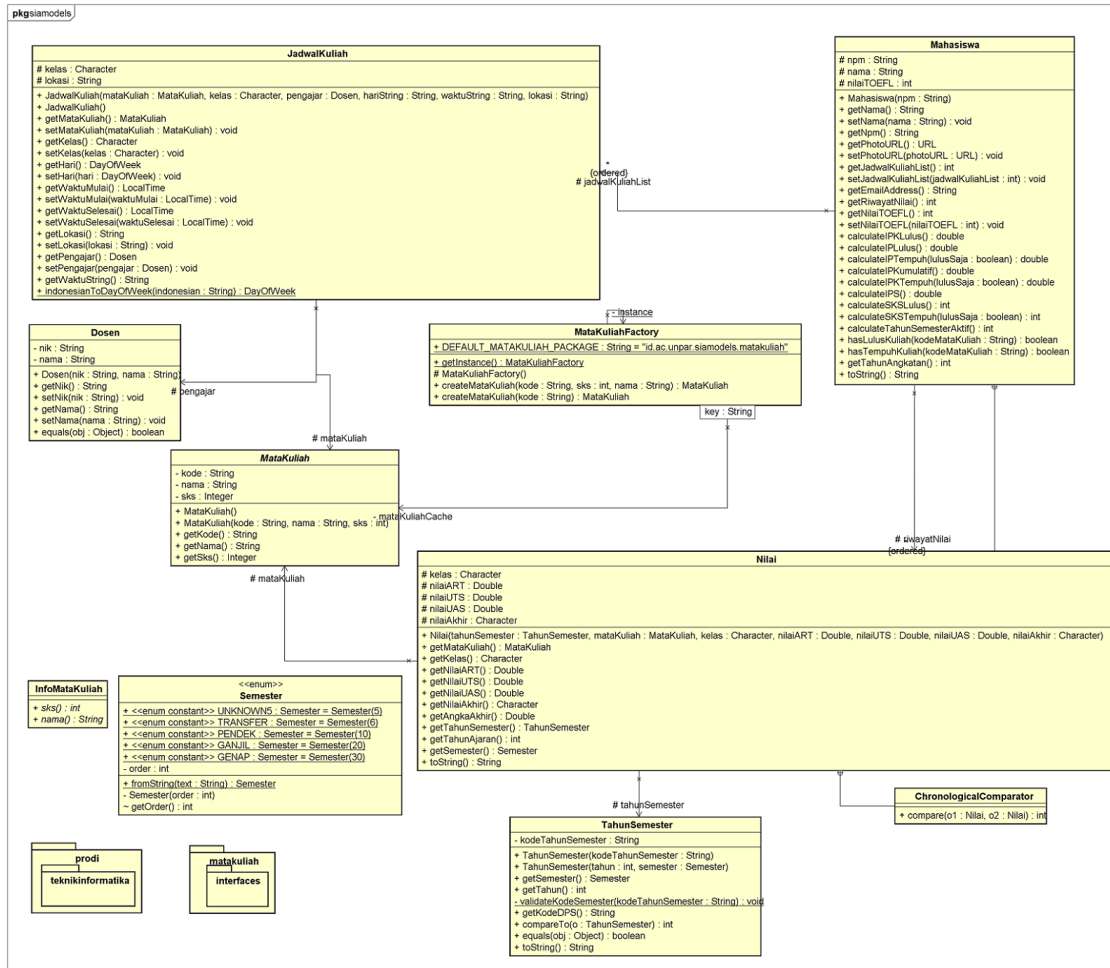 pkg siamodels
JadwalKuliah
# kelas : Character
# lokasi : String
+ JadwalKuliah(mataKuliah : MataKuliah, kelas : Character, pengajar : Dosen, hariString : String, waktuString : String, lokasi : String)
+ JadwalKuliah()
+ getMataKuliah() : MataKuliah
+ setMataKuliah(mataKuliah : MataKuliah) : void
+ getKelas() : Character
+ setKelas(kelas : Character) : void
+ getHari() : DayOfWeek
+ setHari(hari : DayOfWeek) : void
+ getWaktuMulai() : LocalTime
+ setWaktuMulai(waktuMulai : LocalTime) : void
+ getWaktuSelesai() : LocalTime
+ setWaktuSelesai(waktuSelesai : LocalTime) : void
+ getLokasi() : String
+ setLokasi(lokasi : String) : void
+ getPengajar() : Dosen
+ setPengajar(pengajar : Dosen) : void
+ getWaktuString() : String
+ indonesianToDayOfWeek(indonesian : String) : DayOfWeek
Mahasiswa
# npm : String
# nama : String
# nilaiTOEFL : int
+ Mahasiswa(npm : String)
+ getNama() : String
+ setNama(nama : String) : void
+ getNpm() : String
+ getPhotoURL() : URL
+ setPhotoURL(photoURL : URL) : void
+ getJadwalKuliahList() : int
+ setJadwalKuliahList(jadwalKuliahList : int) : void
+ getEmailAddress() : String
+ getRiwayatNilai() : int
+ getNilaiTOEFL() : int
+ setNilaiTOEFL(nilaiTOEFL : int) : void
+ calculateIPKLulus() : double
+ calculateIPLulus() : double
+ calculateIPTempuh(lulusSaja : boolean) : double
+ calculateIPKumulatif() : double
+ calculateIPKTempuh(lulusSaja : boolean) : double
+ calculateIPS() : double
+ calculateSKSLulus() : int
+ calculateSKSTempuh(lulusSaja : boolean) : int
+ calculateTahunSemesterAktif() : int
+ hasLulusKuliah(kodeMataKuliah : String) : boolean
+ hasTempuhKuliah(kodeMataKuliah : String) : boolean
+ getTahunAngkatan() : int
+ toString() : String
*
{ordered}
# jadwalKuliahList
Dosen
- nik : String
- nama : String
+ Dosen(nik : String, nama : String)
+ getNik() : String
+ setNik(nik : String) : void
+ getNama() : String
+ setNama(nama : String) : void
+ equals(obj : Object) : boolean
# pengajar
# mataKuliah
- instance
MataKuliahFactory
+ DEFAULT_MATAKULIAH_PACKAGE : String = "id.ac.unpar.siamodels.matakuliah"
+ getInstance() : MataKuliahFactory
# MataKuliahFactory()
+ createMataKuliah(kode : String, sks : int, nama : String) : MataKuliah
+ createMataKuliah(kode : String) : MataKuliah
key : String
MataKuliah
- kode : String
- nama : String
- sks : Integer
+ MataKuliah()
+ MataKuliah(kode : String, nama : String, sks : int)
+ getKode() : String
+ getNama() : String
+ getSks() : Integer
- mataKuliahCache
# mataKuliah
# riwayatNilai
{ordered}
Nilai
# kelas : Character
# nilaiART : Double
# nilaiUTS : Double
# nilaiUAS : Double
# nilaiAkhir : Character
+ Nilai(tahunSemester : TahunSemester, mataKuliah : MataKuliah, kelas : Character, nilaiART : Double, nilaiUTS : Double, nilaiUAS : Double, nilaiAkhir : Character)
+ getMataKuliah() : MataKuliah
+ getKelas() : Character
+ getNilaiART() : Double
+ getNilaiUTS() : Double
+ getNilaiUAS() : Double
+ getNilaiAkhir() : Character
+ getAngkaAkhir() : Double
+ getTahunSemester() : TahunSemester
+ getTahunAjaran() : int
+ getSemester() : Semester
+ toString() : String
InfoMataKuliah
+ sks() : int
+ nama() : String
<<enum>>
Semester
+ <<enum constant>> UNKNOWN5 : Semester = Semester(5)
+ <<enum constant>> TRANSFER : Semester = Semester(6)
+ <<enum constant>> PENDEK : Semester = Semester(10)
+ <<enum constant>> GANJIL : Semester = Semester(20)
+ <<enum constant>> GENAP : Semester = Semester(30)
- order : int
+ fromString(text : String) : Semester
- Semester(order : int)
~ getOrder() : int
ChronologicalComparator
+ compare(o1 : Nilai, o2 : Nilai) : int
# tahunSemester
TahunSemester
- kodeTahunSemester : String
+ TahunSemester(kodeTahunSemester : String)
+ TahunSemester(tahun : int, semester : Semester)
+ getSemester() : Semester
+ getTahun() : int
- validateKodeSemester(kodeTahunSemester : String) : void
+ getKodeDPS() : String
+ compareTo(o : TahunSemester) : int
+ equals(obj : Object) : boolean
+ toString() : String
prodi
teknikinformatika
matakuliah
interfaces